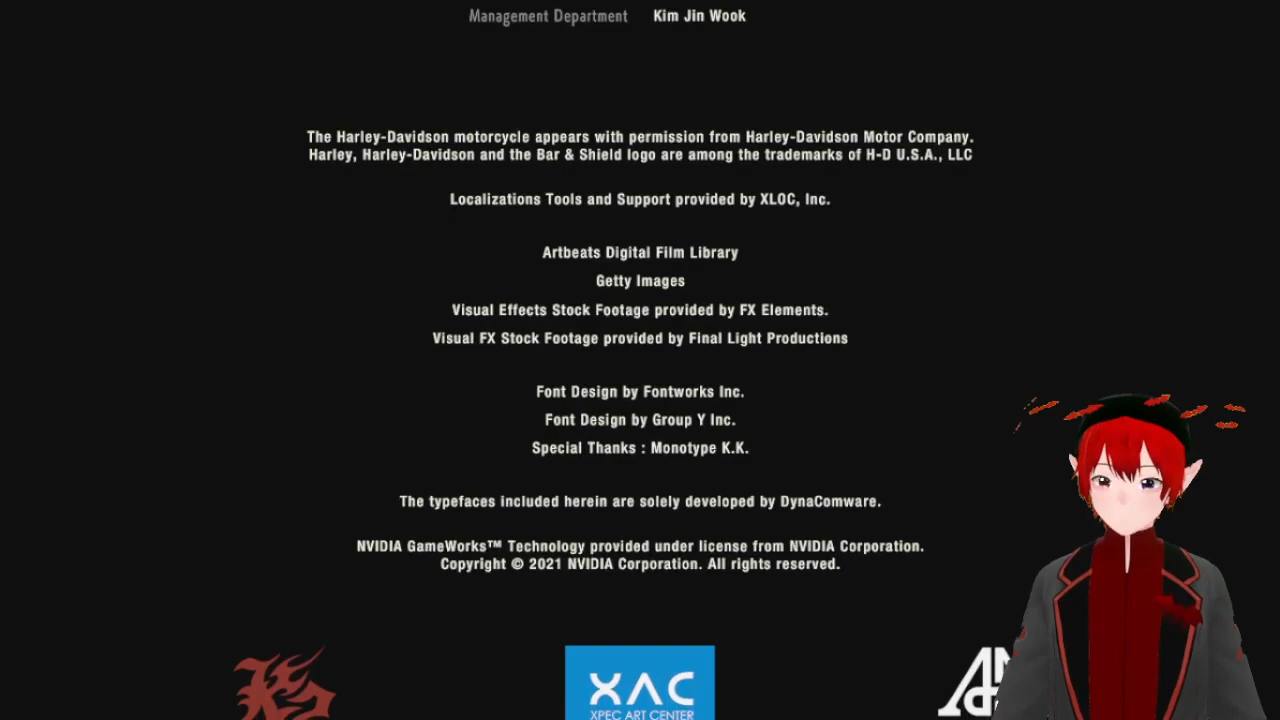 Management Department Kim Jin Wook
The Harley-Davidson motorcycle appears with permission from Harley-Davidson Motor Company.
Harley, Harley-Davidson and the Bar & Shield logo are among the trademarks of H-D U.S.A., LLC
Localizations Tools and Support provided by XLOC, Inc.
Artbeats Digital Film Library
Getty Images
Visual Effects Stock Footage provided by FX Elements.
Visual FX Stock Footage provided by Final Light Productions
Font Design by Fontworks Inc.
Font Design by Group Y Inc.
Special Thanks : Monotype K.K.
The typefaces included herein are solely developed by DynaComware.
NVIDIA GameWorks™ Technology provided under license from NVIDIA Corporation.
Copyright © 2021 NVIDIA Corporation. All rights reserved.
XAC
XPEC ART CENTER